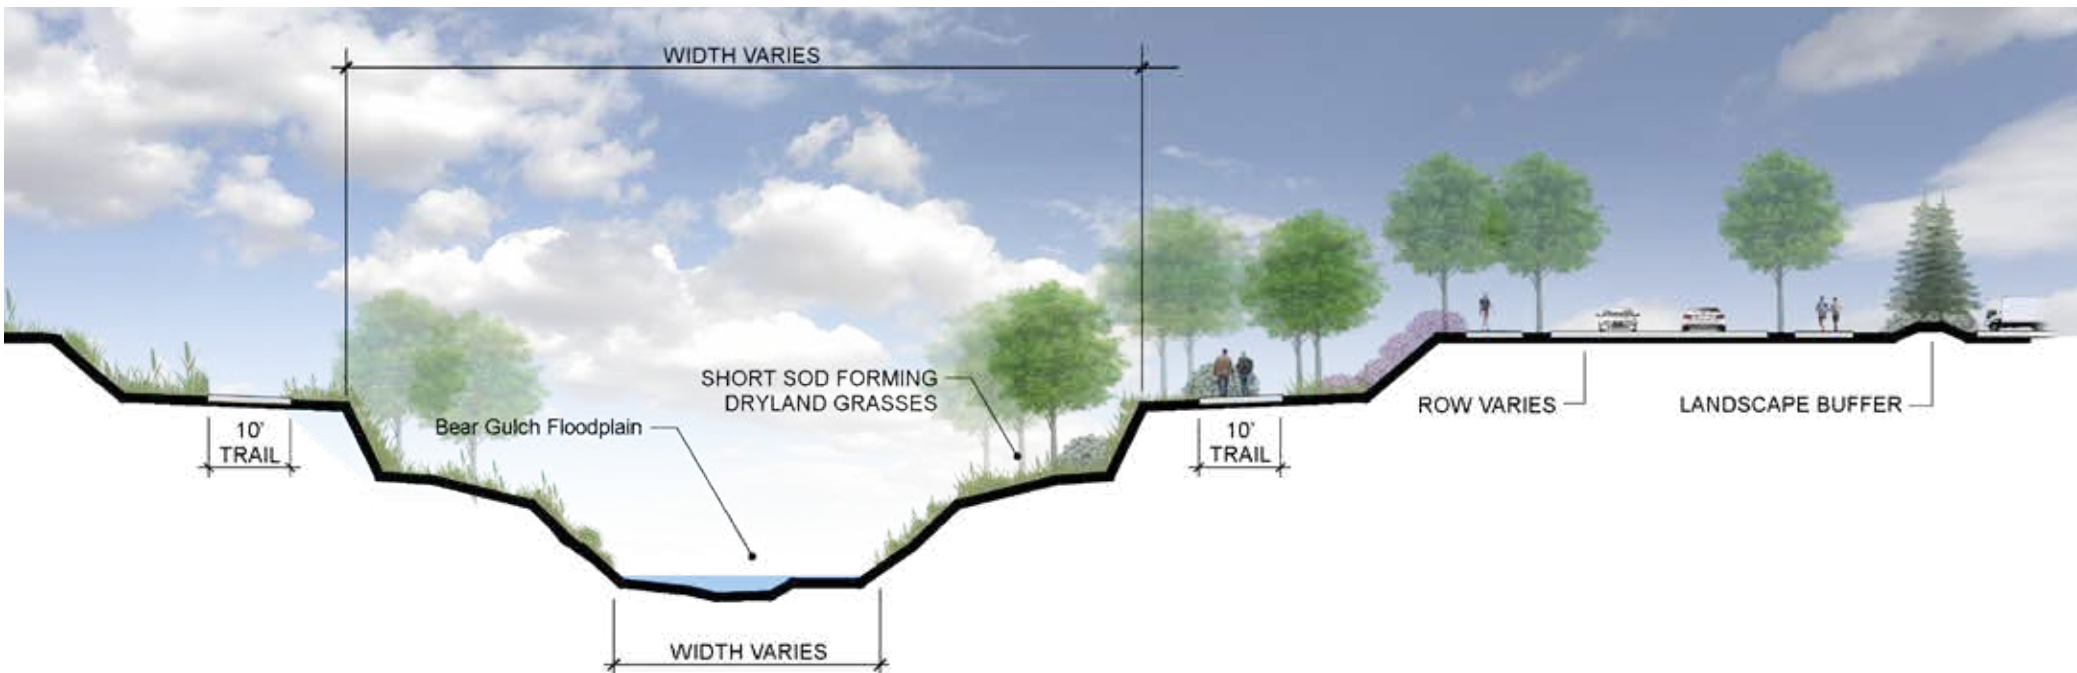 WIDTH VARIES
SHORT SOD FORMING
DRYLAND GRASSES
Bear Gulch Floodplain
ROW VARIES
LANDSCAPE BUFFER
10'
TRAIL
10'
TRAIL
WIDTH VARIES